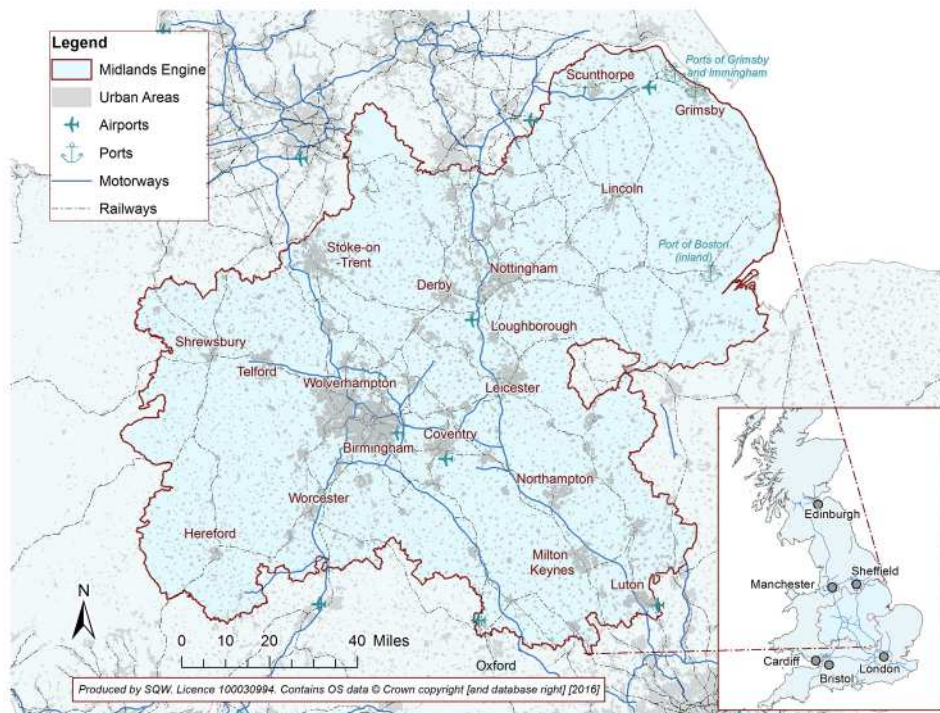 Legend
Midlands Engine
Urban Areas
Airports
Ports
Motorways
Railways
Ports of Grimsby
and Immingham
Scunthorpe
Grimsby
Lincoln
Port of Boston
(inland)
Stoke-on
-Trent
Nottingham
Derby
Loughborough
Shrewsbury
Telford
Wolverhampton
Leicester
Birmingham
Coventry
Northampton
Worcester
Hereford
Milton
Keynes
Luton
Oxford
N
0 10 20 40 Miles
Edinburgh
Manchester
Sheffield
Cardiff
Bristol
London
Produced by SQW. Licence 100030994. Contains OS data © Crown copyright [and database right] [2016]